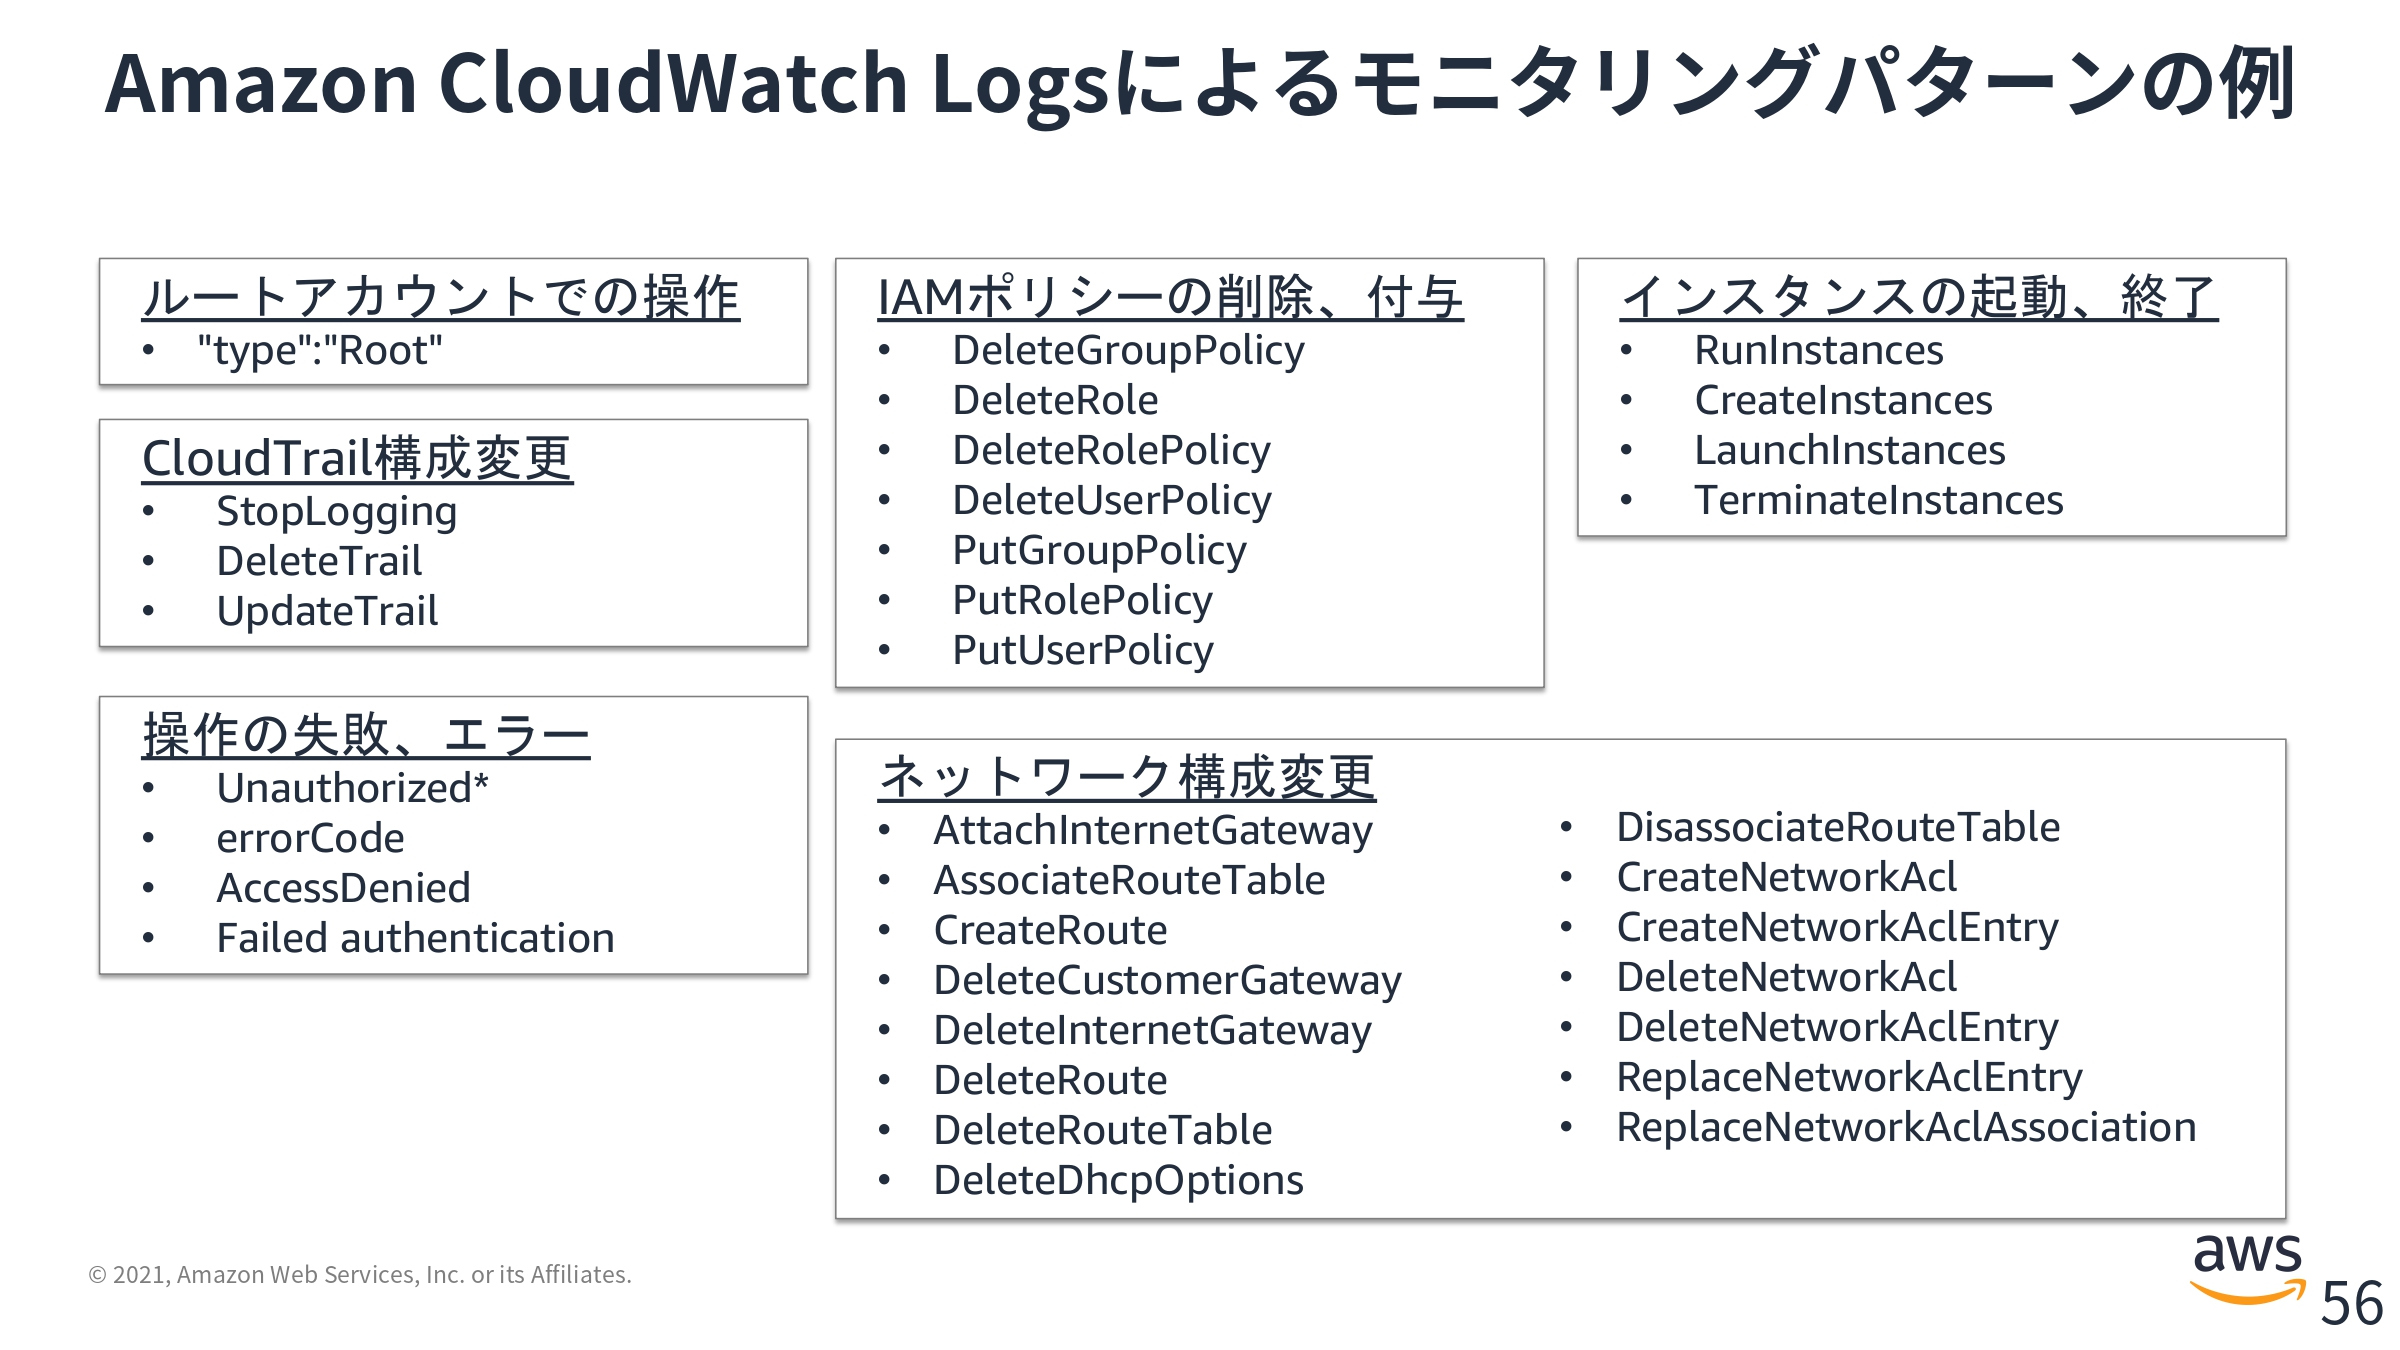 Amazon CloudWatch Logsによるモニタリングパターンの例
ルートアカウントでの操作
• "type":"Root"
CloudTrail構成変更
• StopLogging
• DeleteTrail
• UpdateTrail
操作の失敗、エラー
• Unauthorized*
• errorCode
• AccessDenied
• Failed authentication
IAMポリシーの削除、付与
• DeleteGroupPolicy
• DeleteRole
• DeleteRolePolicy
• DeleteUserPolicy
• PutGroupPolicy
• PutRolePolicy
• PutUserPolicy
インスタンスの起動、終了
• RunInstances
• CreateInstances
• LaunchInstances
• TerminateInstances
ネットワーク構成変更
• AttachInternetGateway
• AssociateRouteTable
• CreateRoute
• DeleteCustomerGateway
• DeleteInternetGateway
• DeleteRoute
• DeleteRouteTable
• DeleteDhcpOptions
• DisassociateRouteTable
• CreateNetworkAcl
• CreateNetworkAclEntry
• DeleteNetworkAcl
• DeleteNetworkAclEntry
• ReplaceNetworkAclEntry
• ReplaceNetworkAclAssociation
© 2021, Amazon Web Services, Inc. or its Affiliates.
aws
56